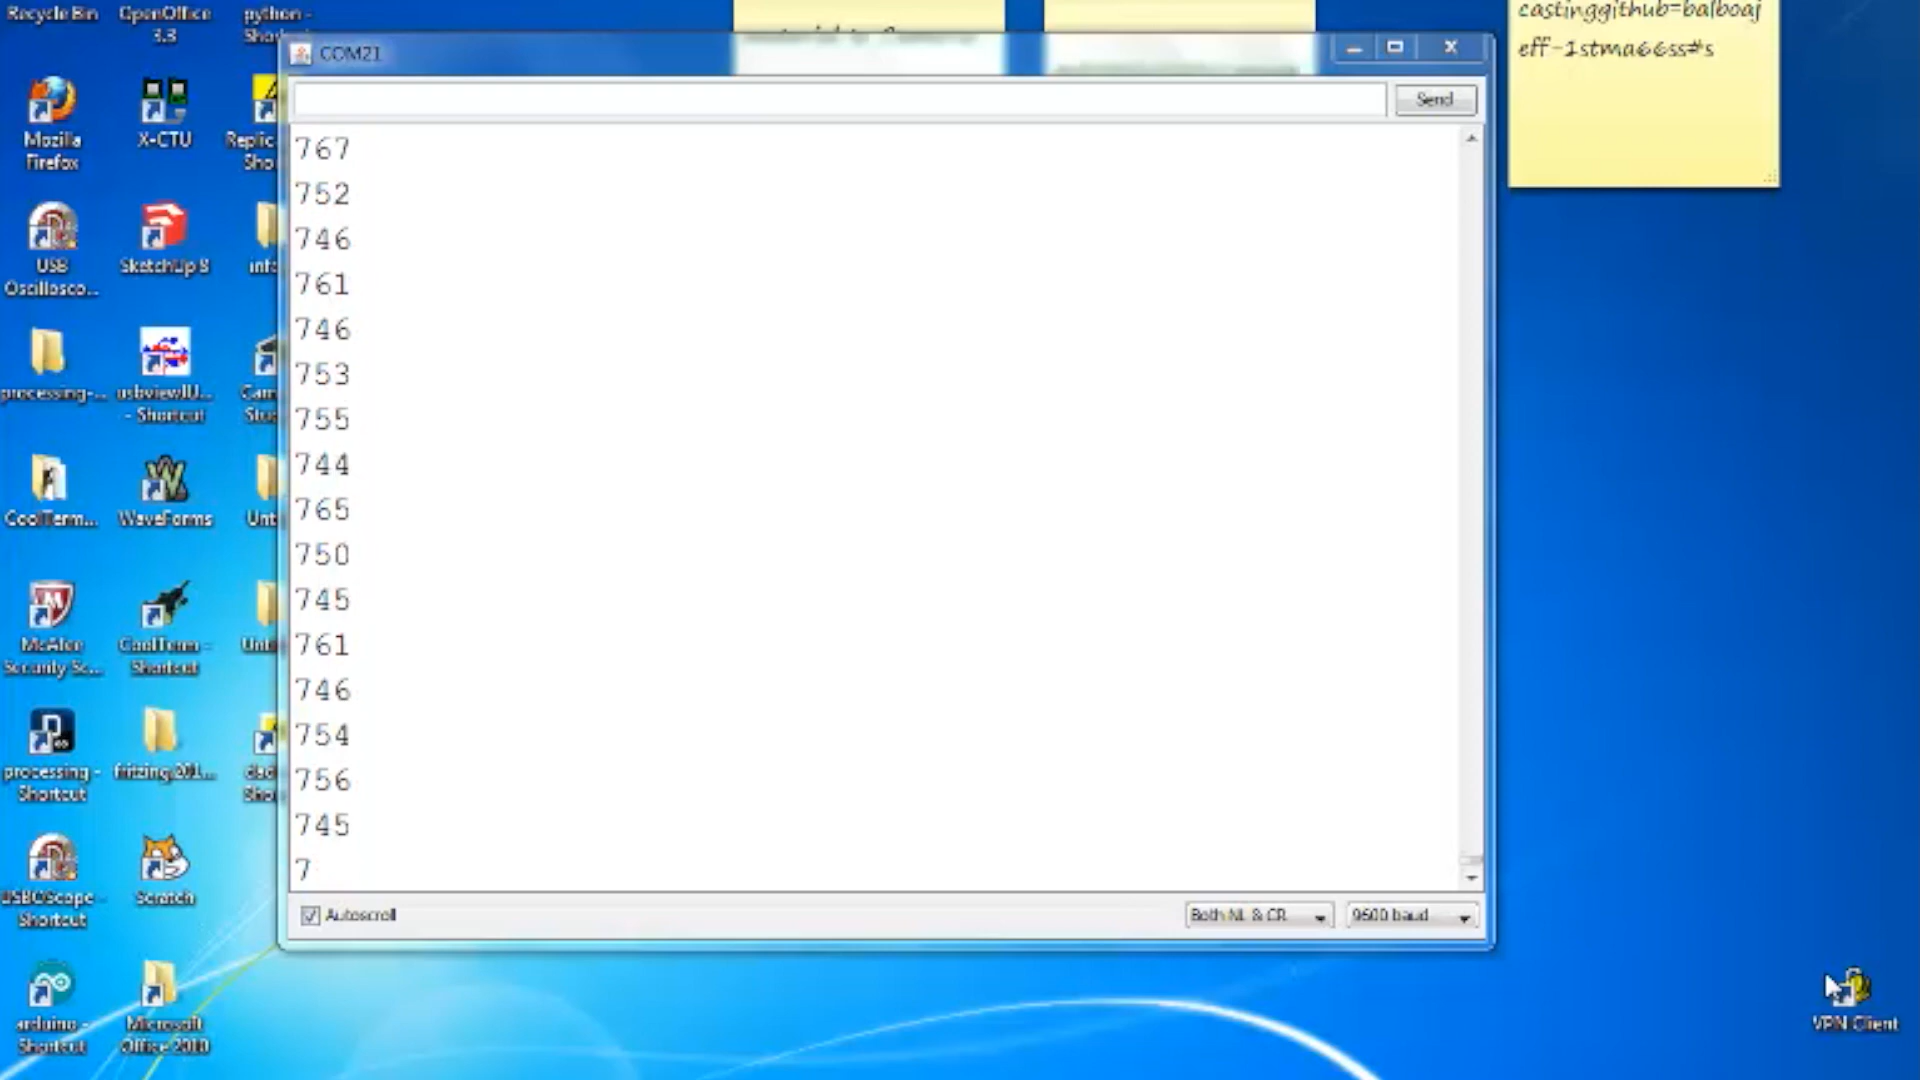 Recycle Bin
OpenOffice 3.3
python -
castinggithub=balboaj
eff-1stma66ss#s
COM21
Send
Mozilla Firefox
X-CTU
Replic
Sho
767
752
746
761
746
753
755
744
765
750
745
761
746
754
756
745
7
USB Oscillosco...
SketchUp 8
processing-...
usbviewIU... - Shortcut
CoolTerm...
WaveForms
Unt
McAfee Security Sc...
CoolTerm - Shortcut
processing - Shortcut
fritzing.201...
USBOScope - Shortcut
Scratch
arduino - Shortcut
Microsoft Office 2010
Autoscroll
Both NL & CR
9600 baud
VPN Client